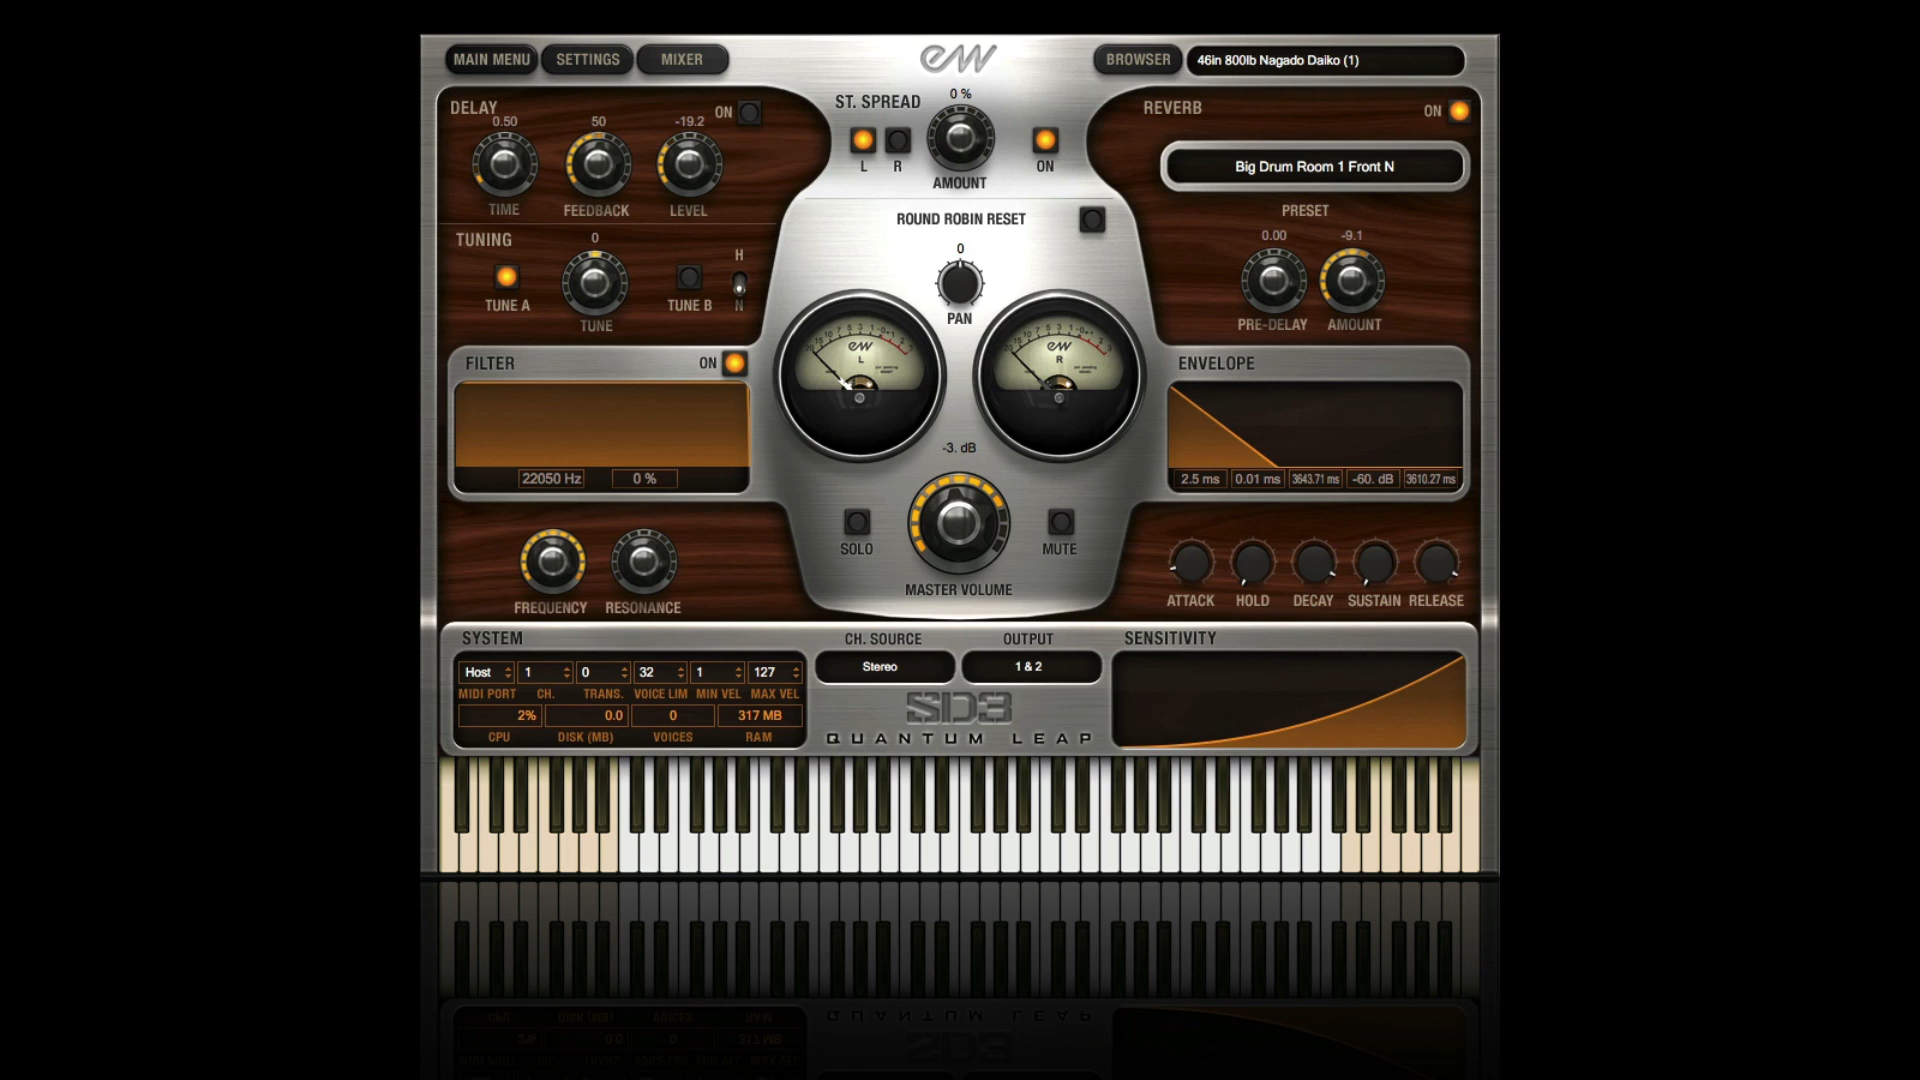 MAIN MENU
SETTINGS
MIXER
ew
BROWSER
46in 800lb Nagado Daiko (1)
DELAY
ON
0.50
50
-19.2
TIME
FEEDBACK
LEVEL
ST. SPREAD
0 %
L
R
AMOUNT
ON
REVERB
ON
Big Drum Room 1 Front N
PRESET
0.00
-9.1
PRE-DELAY
AMOUNT
TUNING
0
H
TUNE A
TUNE
TUNE B
N
ROUND ROBIN RESET
0
PAN
ew
L
ew
R
FILTER
ON
22050 Hz
0 %
FREQUENCY
RESONANCE
-3. dB
SOLO
MUTE
MASTER VOLUME
ENVELOPE
2.5 ms
0.01 ms
3643.71 ms
-60. dB
3610.27 ms
ATTACK
HOLD
DECAY
SUSTAIN
RELEASE
SYSTEM
Host
1
0
32
1
127
MIDI PORT
CH.
TRANS.
VOICE LIM
MIN VEL
MAX VEL
2%
0.0
0
317 MB
CPU
DISK (MB)
VOICES
RAM
CH. SOURCE
OUTPUT
Stereo
1 & 2
SD3
QUANTUM LEAP
SENSITIVITY